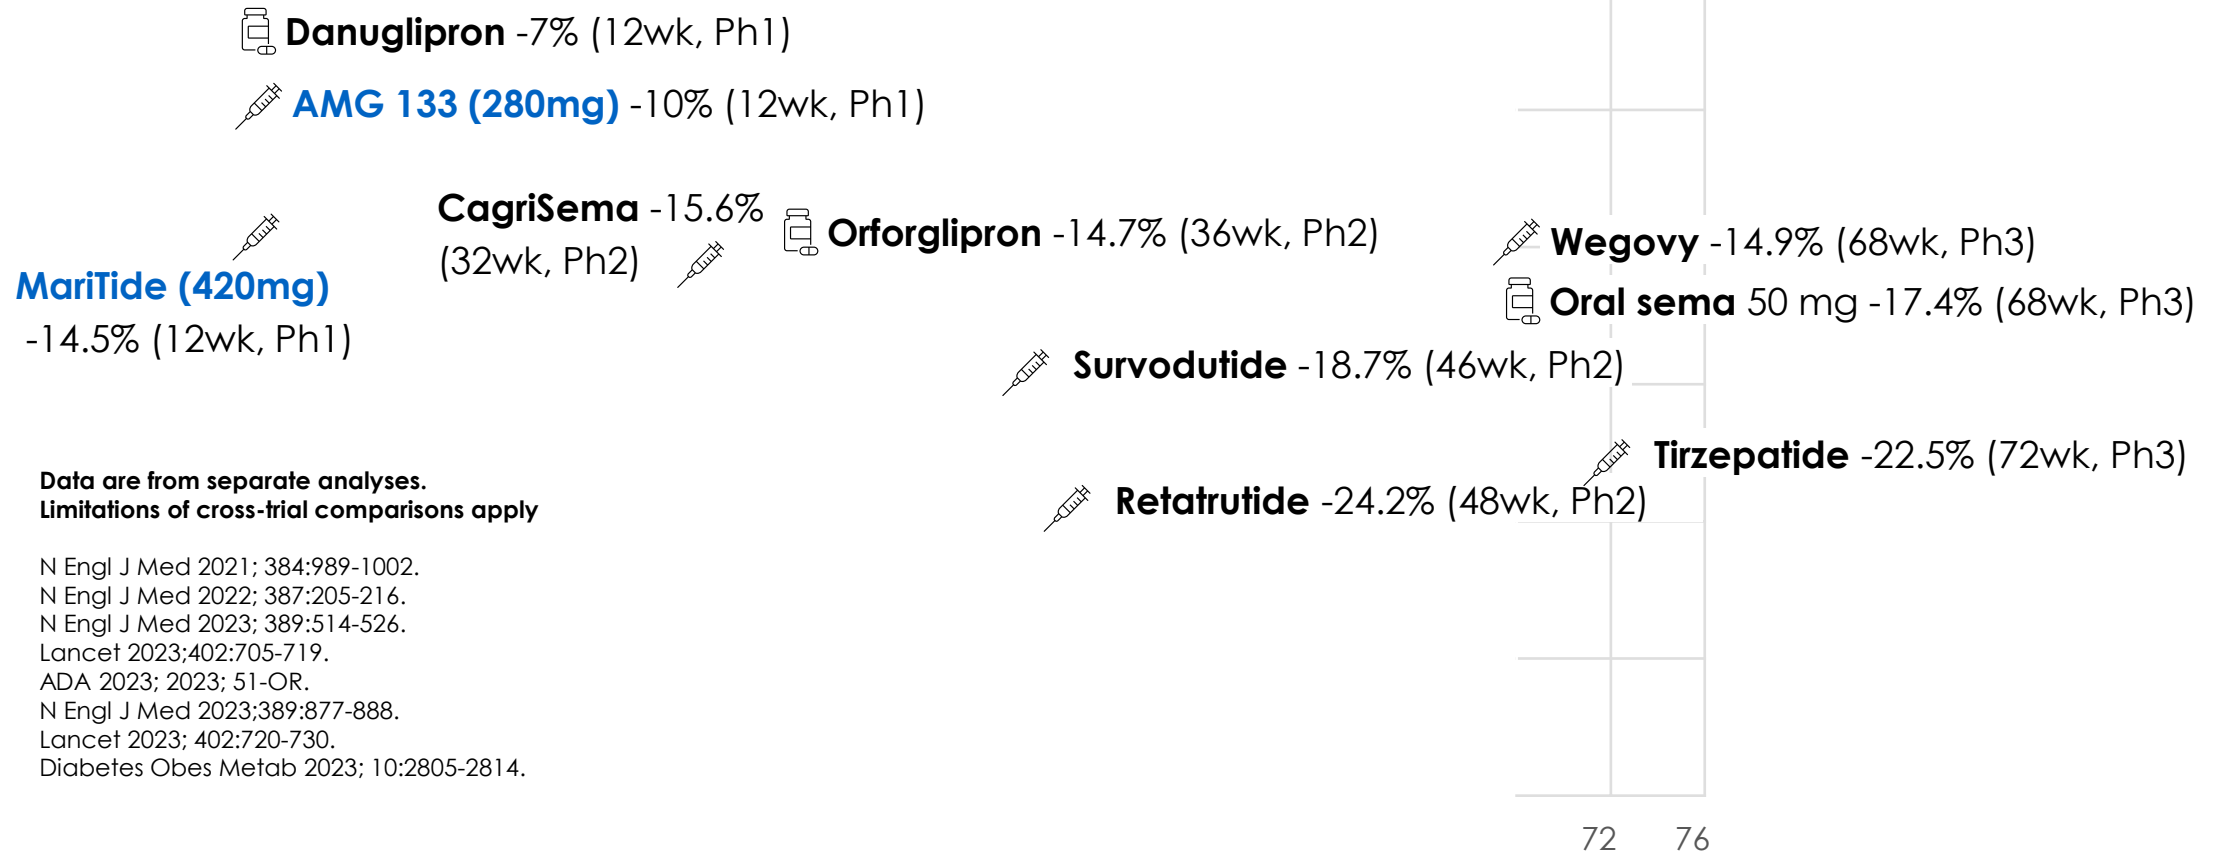 Danuglipron -7% (12wk, Ph1)
AMG 133 (280mg) -10% (12wk, Ph1)
CagriSema -15.6%
(32wk, Ph2)
Orforglipron -14.7% (36wk, Ph2)
Wegovy -14.9% (68wk, Ph3)
MariTide (420mg)
-14.5% (12wk, Ph1)
Oral sema 50 mg -17.4% (68wk, Ph3)
Survodutide -18.7% (46wk, Ph2)
Tirzepatide -22.5% (72wk, Ph3)
Retatrutide -24.2% (48wk, Ph2)
Data are from separate analyses.
Limitations of cross-trial comparisons apply
N Engl J Med 2021; 384:989-1002.
N Engl J Med 2022; 387:205-216.
N Engl J Med 2023; 389:514-526.
Lancet 2023;402:705-719.
ADA 2023; 2023; 51-OR.
N Engl J Med 2023;389:877-888.
Lancet 2023; 402:720-730.
Diabetes Obes Metab 2023; 10:2805-2814.
72 76